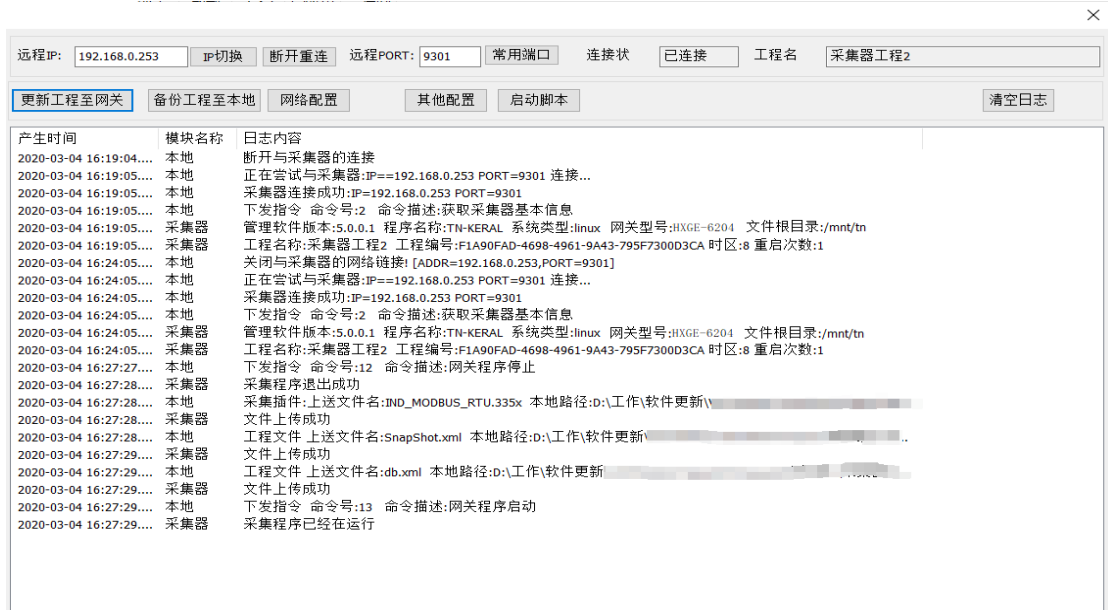 远程IP: 192.168.0.253 IP切换 断开重连 远程PORT: 9301 常用端口 连接状 已连接 工程名 采集器工程2
更新工程至网关 备份工程至本地 网络配置 其他配置 启动脚本 清空日志
产生时间 模块名称 日志内容
2020-03-04 16:19:04.... 本地 断开与采集器的连接
2020-03-04 16:19:05.... 本地 正在尝试与采集器:IP==192.168.0.253 PORT=9301 连接...
2020-03-04 16:19:05.... 本地 采集器连接成功:IP=192.168.0.253 PORT=9301
2020-03-04 16:19:05.... 本地 下发指令 命令号:2 命令描述:获取采集器基本信息
2020-03-04 16:19:05.... 采集器 管理软件版本:5.0.0.1 程序名称:TN-KERAL 系统类型:linux 网关型号:HXGE-6204 文件根目录:/mnt/tn
2020-03-04 16:19:05.... 采集器 工程名称:采集器工程2 工程编号:F1A90FAD-4698-4961-9A43-795F7300D3CA 时区:8 重启次数:1
2020-03-04 16:24:05.... 本地 关闭与采集器的网络链接! [ADDR=192.168.0.253,PORT=9301]
2020-03-04 16:24:05.... 本地 正在尝试与采集器:IP==192.168.0.253 PORT=9301 连接...
2020-03-04 16:24:05.... 本地 采集器连接成功:IP=192.168.0.253 PORT=9301
2020-03-04 16:24:05.... 本地 下发指令 命令号:2 命令描述:获取采集器基本信息
2020-03-04 16:24:05.... 采集器 管理软件版本:5.0.0.1 程序名称:TN-KERAL 系统类型:linux 网关型号:HXGE-6204 文件根目录:/mnt/tn
2020-03-04 16:24:05.... 采集器 工程名称:采集器工程2 工程编号:F1A90FAD-4698-4961-9A43-795F7300D3CA 时区:8 重启次数:1
2020-03-04 16:27:27.... 本地 下发指令 命令号:12 命令描述:网关程序停止
2020-03-04 16:27:28.... 采集器 采集程序退出成功
2020-03-04 16:27:28.... 本地 采集插件:上送文件名:IND_MODBUS_RTU.335x 本地路径:D:\工作\软件更新\
2020-03-04 16:27:28.... 采集器 文件上传成功
2020-03-04 16:27:28.... 本地 工程文件 上送文件名:SnapShot.xml 本地路径:D:\工作\软件更新
2020-03-04 16:27:29.... 采集器 文件上传成功
2020-03-04 16:27:29.... 本地 工程文件 上送文件名:db.xml 本地路径:D:\工作\软件更新
2020-03-04 16:27:29.... 采集器 文件上传成功
2020-03-04 16:27:29.... 本地 下发指令 命令号:13 命令描述:网关程序启动
2020-03-04 16:27:29.... 采集器 采集程序已经在运行